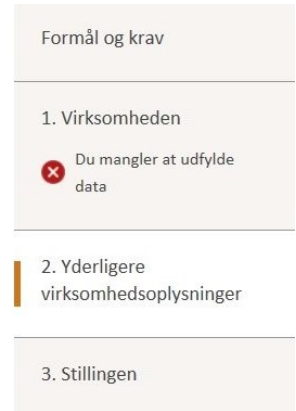 Formål og krav
1. Virksomheden
Du mangler at udfylde
data
2. Yderligere
virksomhedsoplysninger
3. Stillingen